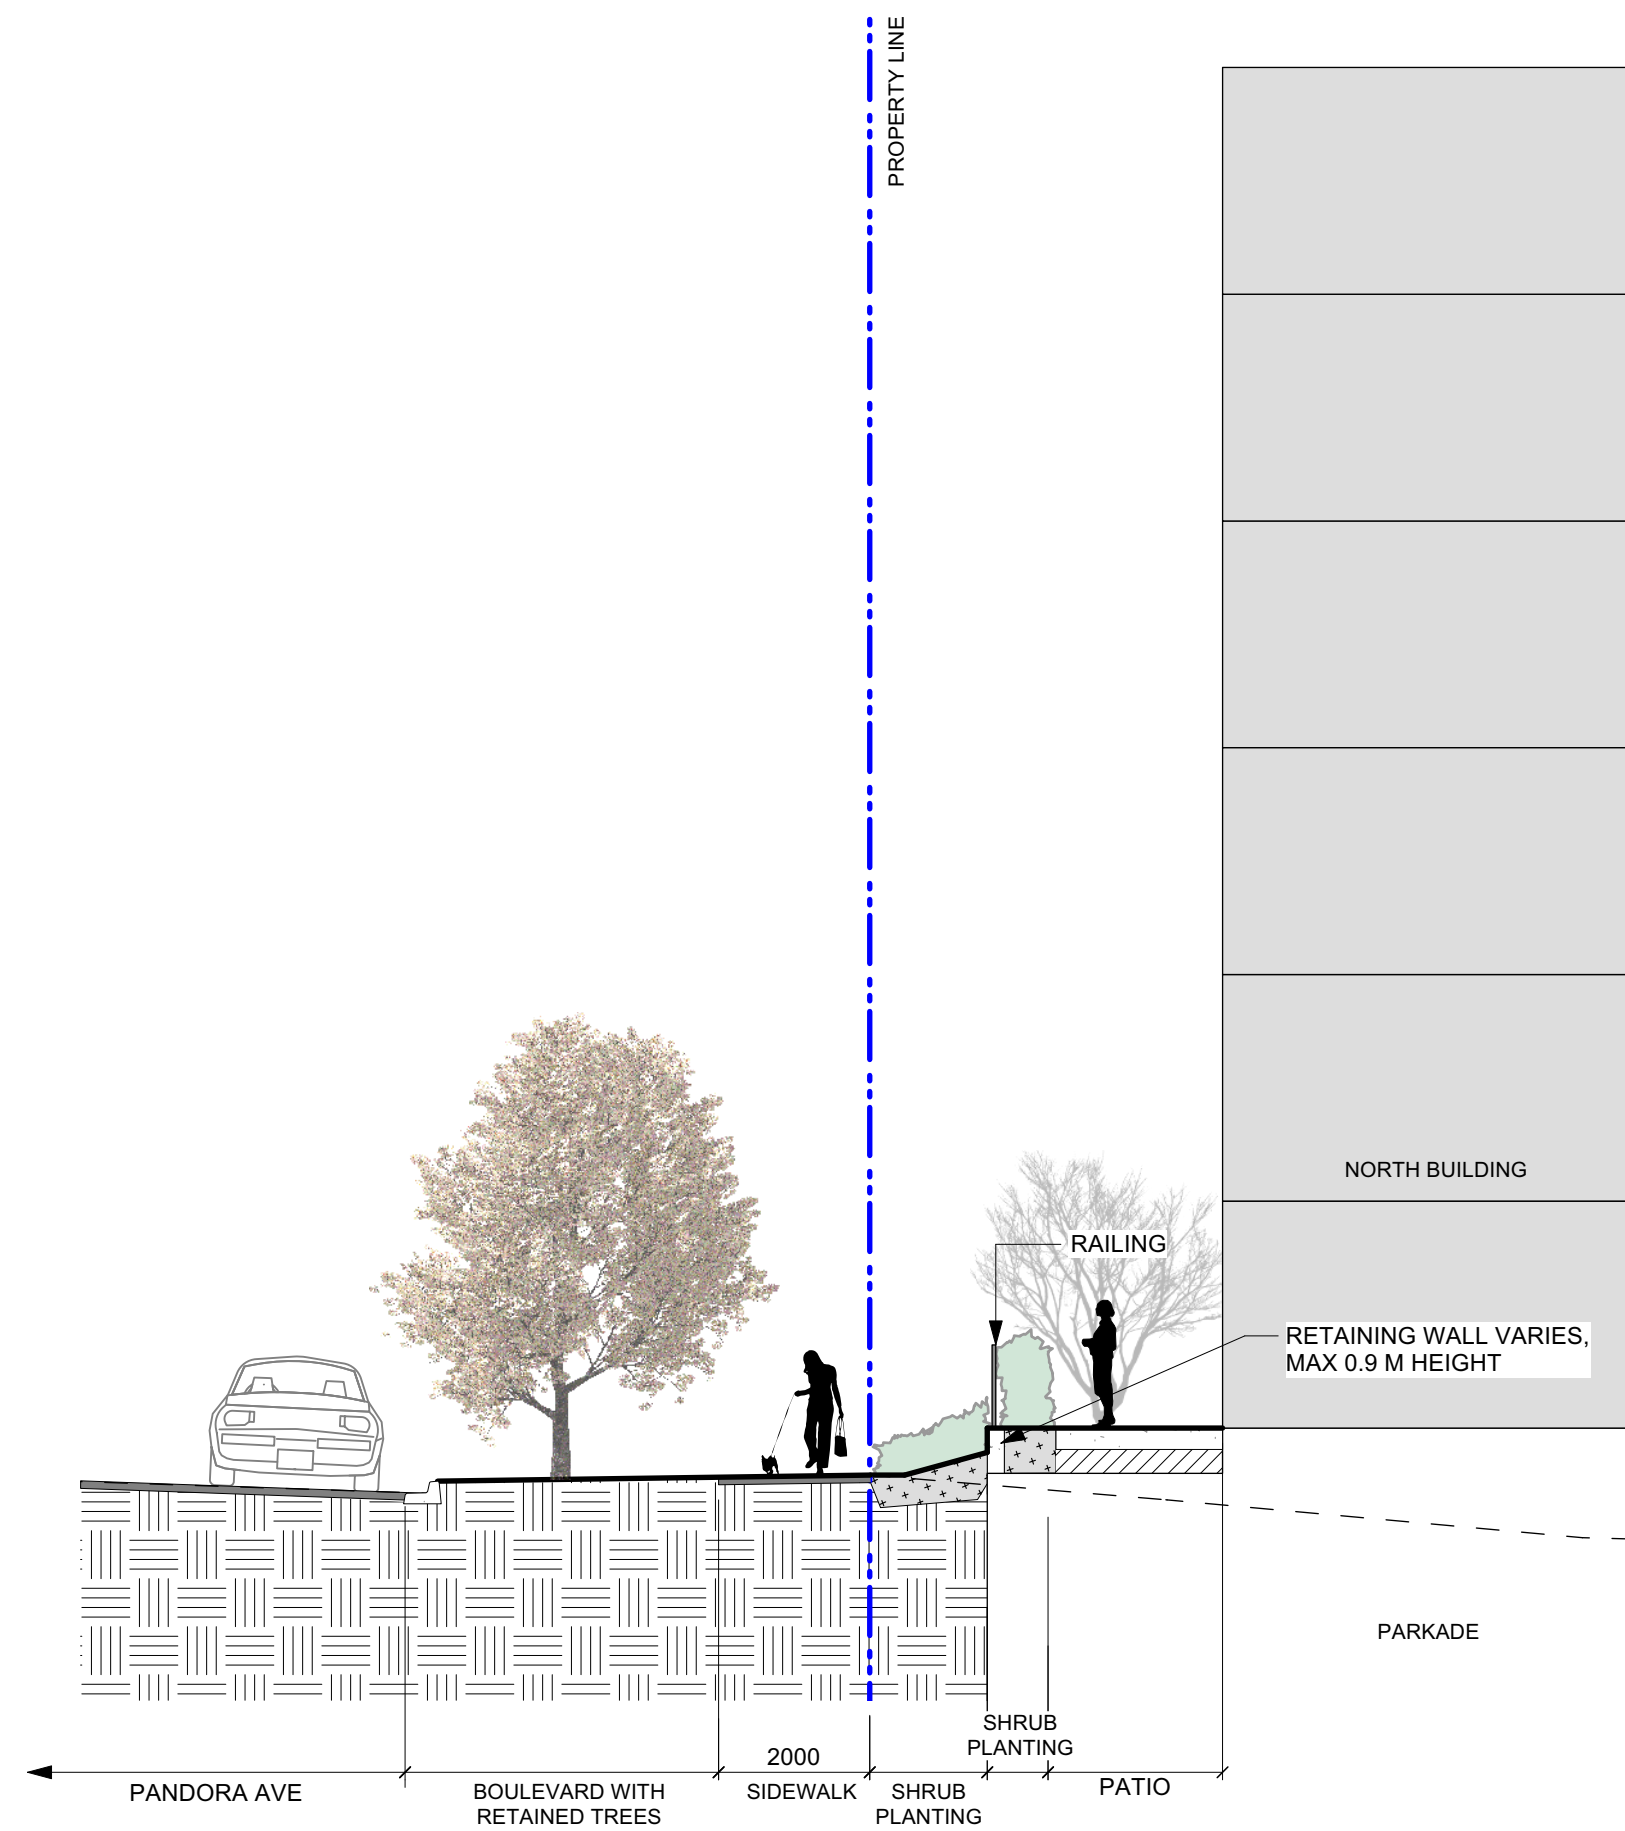 PROPERTY LINE
NORTH BUILDING
RAILING
RETAINING WALL VARIES,
MAX 0.9 M HEIGHT
PARKADE
SHRUB
PLANTING
2000
PANDORA AVE
BOULEVARD WITH
RETAINED TREES
SIDEWALK
SHRUB
PLANTING
PATIO